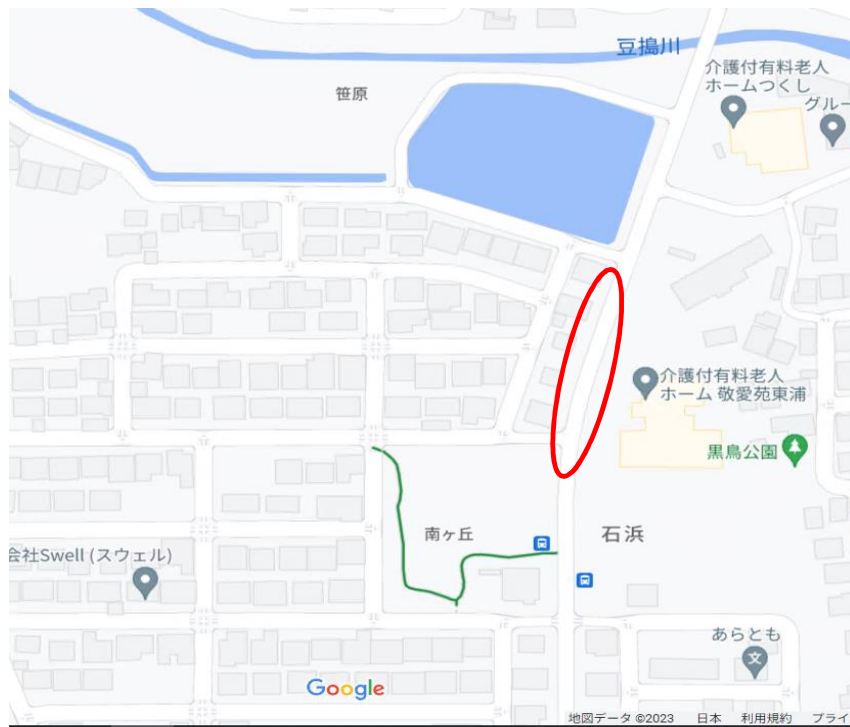 豆搗川
介護付有料老人
ホームつくし
グルー
笹原
介護付有料老人
ホーム 敬愛苑東浦
黒鳥公園
南ヶ丘
石浜
会社Swell (スウェル)
あらとも
文
Google
地図データ ©2023 日本 利用規約 プライ